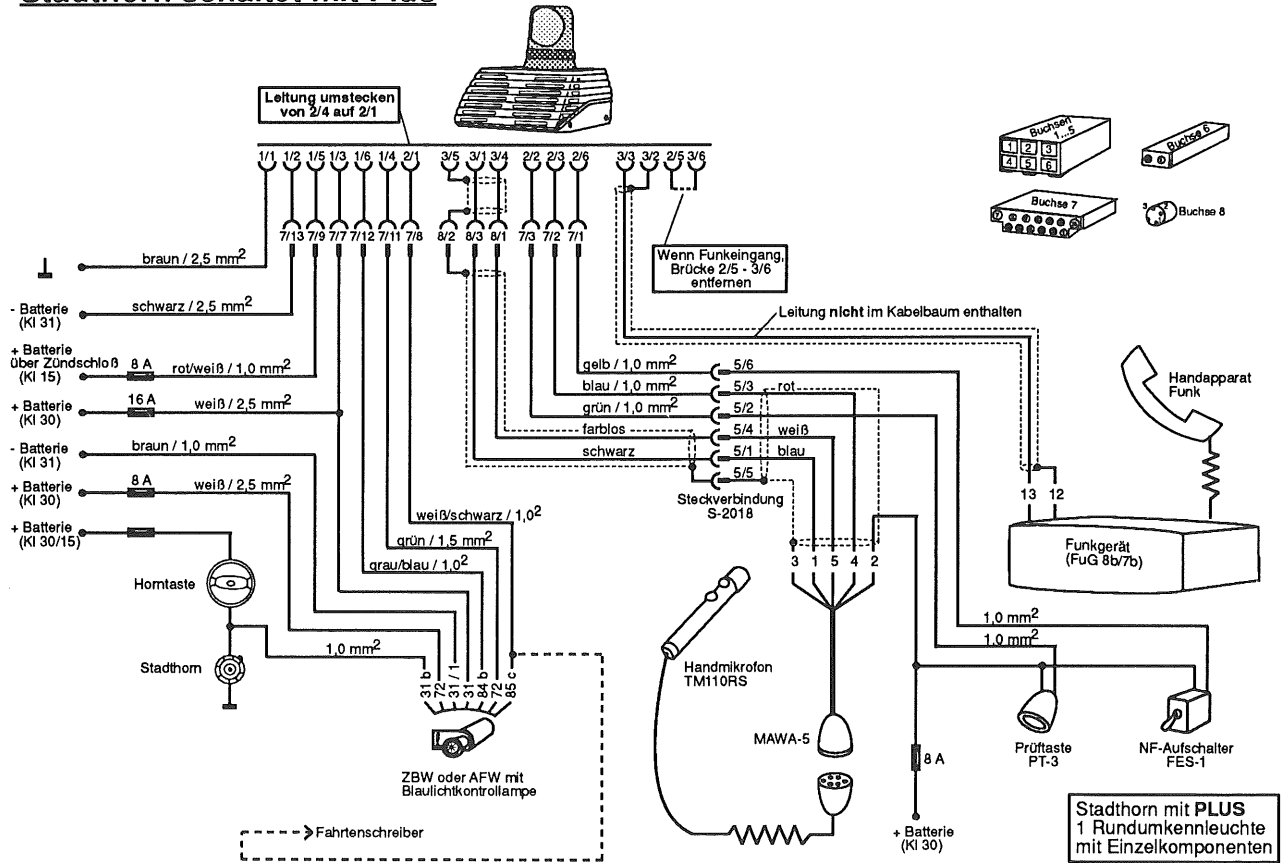 Stadthorn schaltet mit Plus
Leitung umstecken
von 2/4 auf 2/1
1/1 1/2 1/5 1/3 1/6 1/4 2/1 3/5 3/1 3/4 2/2 2/3 2/6 3/3 3/2 2/5 3/6
Buchsen
1...5
1 2 3
4 5 6
Buchse 6
Buchse 7
Buchse 8
3 2
7/13 7/9 7/7 7/12 7/11 7/8 8/2 8/3 8/1 7/3 7/2 7/1
Wenn Funkeingang,
Brücke 2/5 - 3/6
entfernen
braun / 2,5 mm²
- Batterie
(Kl 31)
schwarz / 2,5 mm²
Leitung nicht im Kabelbaum enthalten
+ Batterie
über Zündschloß
(Kl 15)
8 A
rot/weiß / 1,0 mm²
+ Batterie
(Kl 30)
16 A
weiß / 2,5 mm²
- Batterie
(Kl 31)
braun / 1,0 mm²
+ Batterie
(Kl 30)
8 A
weiß / 2,5 mm²
+ Batterie
(Kl 30/15)
gelb / 1,0 mm² 5/6
blau / 1,0 mm² 5/3 rot
grün / 1,0 mm² 5/2
farblos 5/4 weiß
schwarz 5/1 blau
5/5
Steckverbindung
S-2018
Handapparat
Funk
13 12
Funkgerät
(FuG 8b/7b)
weiß/schwarz / 1,0²
grün / 1,5 mm²
grau/blau / 1,0²
3 1 5 4 2
Horntaste
Stadthorn
1,0 mm²
31 b 72 31 / 1 31 84 b 72 85 c
ZBW oder AFW mit
Blaulichtkontrollampe
Fahrtenschreiber
Handmikrofon
TM110RS
MAWA-5
1,0 mm²
1,0 mm²
8 A
+ Batterie
(Kl 30)
Prüftaste
PT-3
NF-Aufschalter
FES-1
Stadthorn mit PLUS
1 Rundumkennleuchte
mit Einzelkomponenten